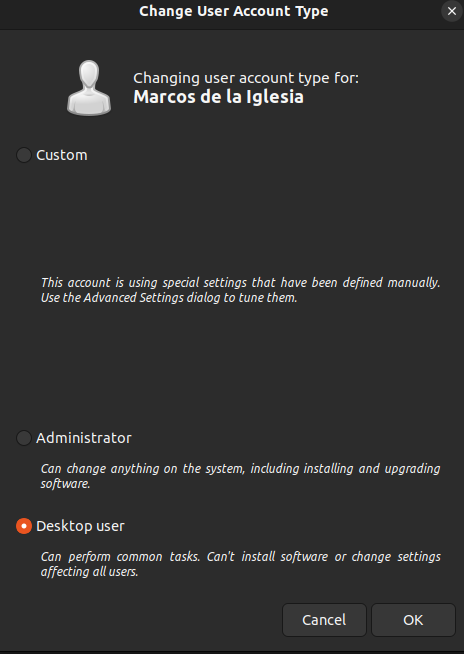 Change User Account Type
Changing user account type for:
Marcos de la Iglesia
Custom
This account is using special settings that have been defined manually.
Use the Advanced Settings dialog to tune them.
Administrator
Can change anything on the system, including installing and upgrading
software.
Desktop user
Can perform common tasks. Can't install software or change settings
affecting all users.
Cancel
OK